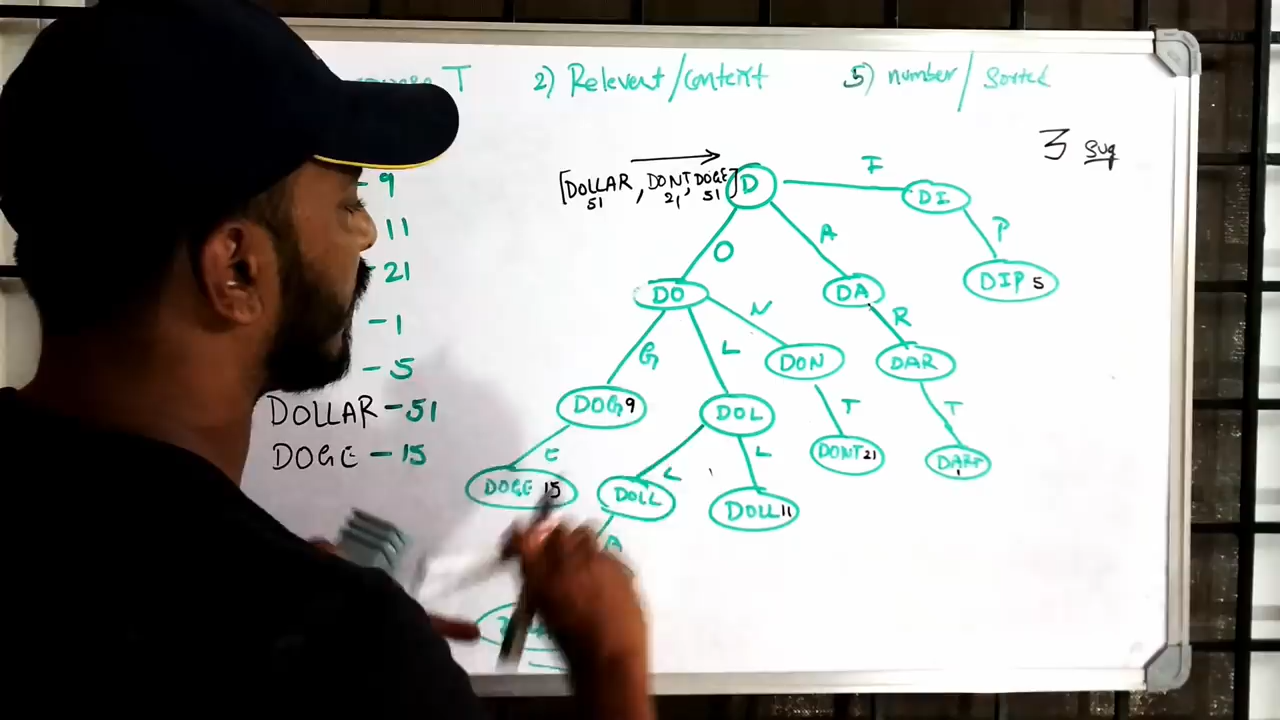 T
2) Relevent/Context
5) number/Sorted
3 Sug
[DOLLAR, DONT, DOGE]
51 21 51
D
I
DI
- 9
11
- 21
- 1
- 5
DOLLAR - 51
DOGE - 15
O
A
P
DO
DA
DIP 5
N
R
G
L
DON
DAR
DOG 9
DOL
T
T
E
L
L
DONT 21
DART
1
DOGE 15
DOLL
DOLL 11
A